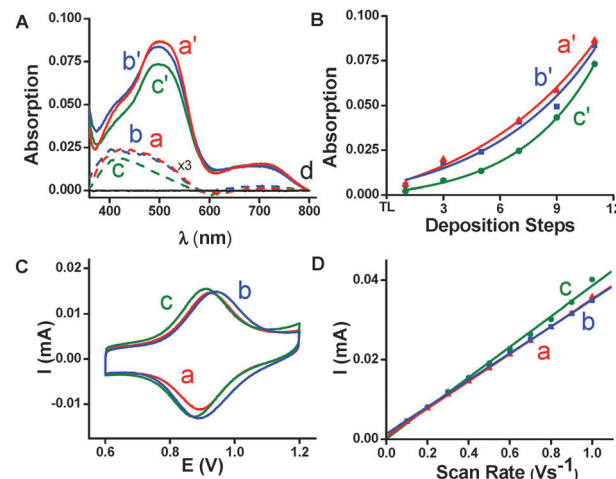 A
0.100
0.075
0.050
0.025
0.000
Absorption
a'
b'
c'
b
a
x3
c
d
400
500
600
700
800
λ (nm)
B
0.100
0.075
0.050
0.025
0.000
Absorption
a'
b'
c'
TL
3
6
9
12
Deposition Steps
C
0.02
0.01
0.00
-0.01
I (mA)
c
b
a
0.6
0.8
1.0
1.2
E (V)
D
0.04
0.02
0.00
I (mA)
c
b
a
0.0
0.2
0.4
0.6
0.8
1.0
Scan Rate (Vs⁻¹)